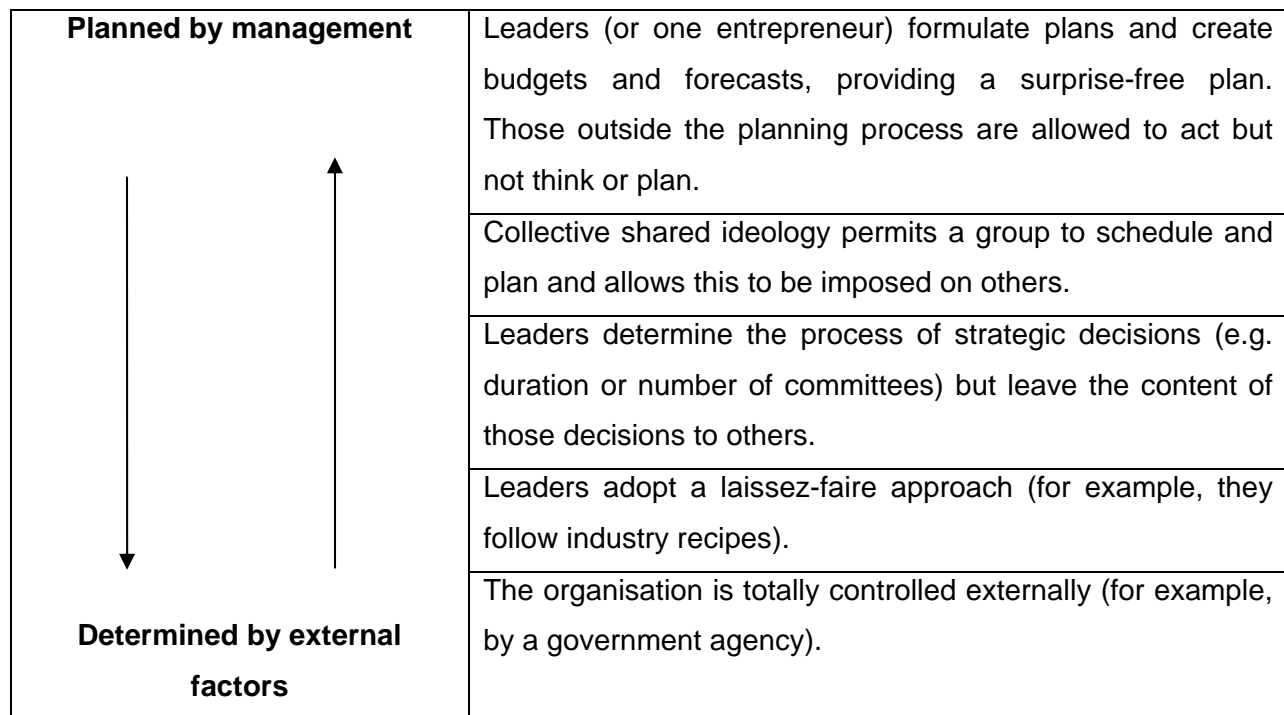 Planned by management
Leaders (or one entrepreneur) formulate plans and create
budgets and forecasts, providing a surprise-free plan.
Those outside the planning process are allowed to act but
not think or plan.
Collective shared ideology permits a group to schedule and
plan and allows this to be imposed on others.
Leaders determine the process of strategic decisions (e.g.
duration or number of committees) but leave the content of
those decisions to others.
Leaders adopt a laissez-faire approach (for example, they
follow industry recipes).
The organisation is totally controlled externally (for example,
by a government agency).
Determined by external
factors